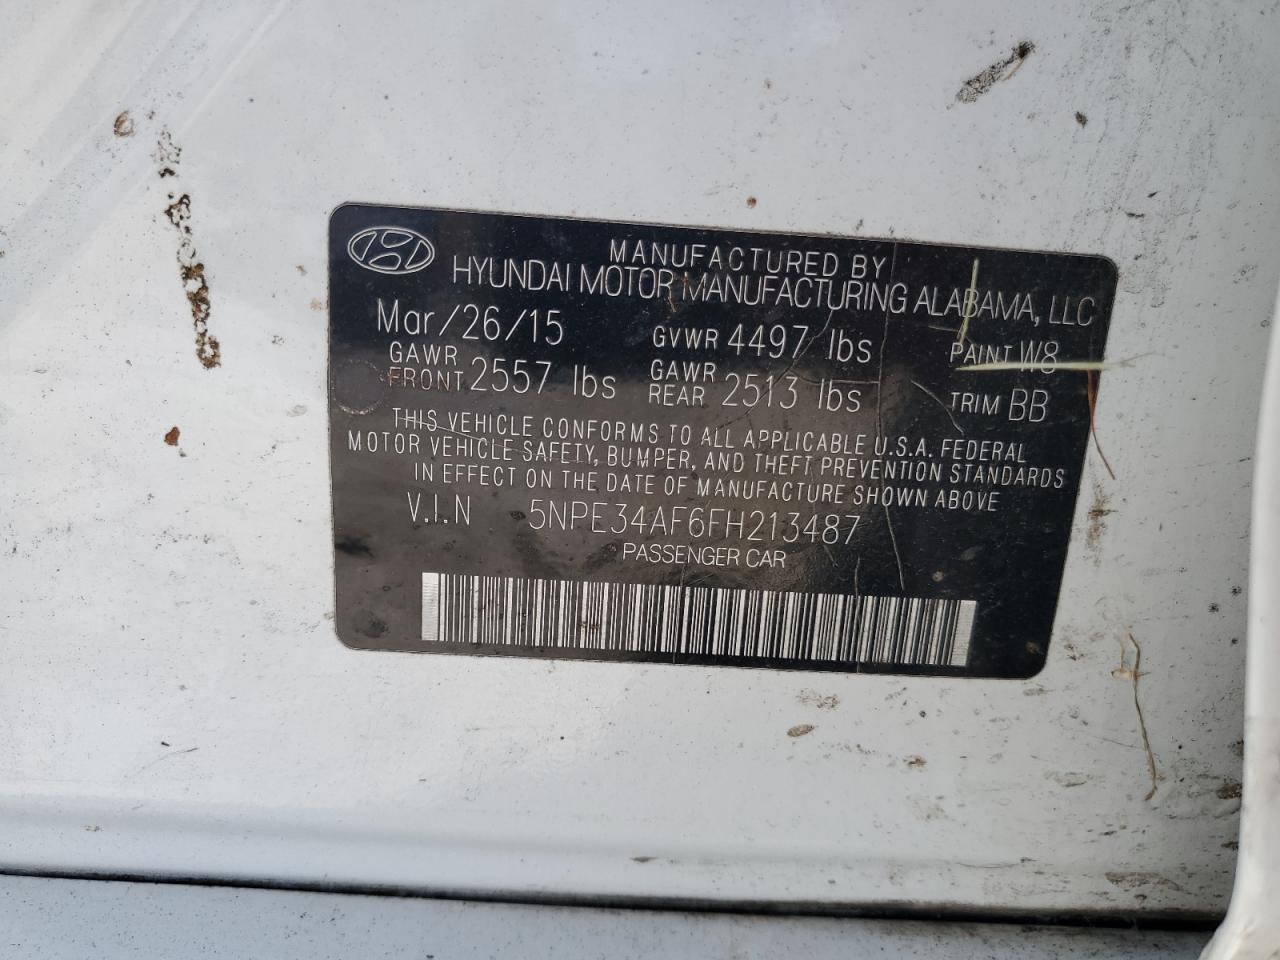 MANUFACTURED BY
HYUNDAI MOTOR MANUFACTURING ALABAMA, LLC
Mar/26/15 GVWR 4497 lbs PAINT W8
GAWR FRONT 2557 lbs GAWR REAR 2513 lbs TRIM BB
THIS VEHICLE CONFORMS TO ALL APPLICABLE U.S.A. FEDERAL
MOTOR VEHICLE SAFETY, BUMPER, AND THEFT PREVENTION STANDARDS
IN EFFECT ON THE DATE OF MANUFACTURE SHOWN ABOVE
V.I.N 5NPE34AF6FH213487
PASSENGER CAR